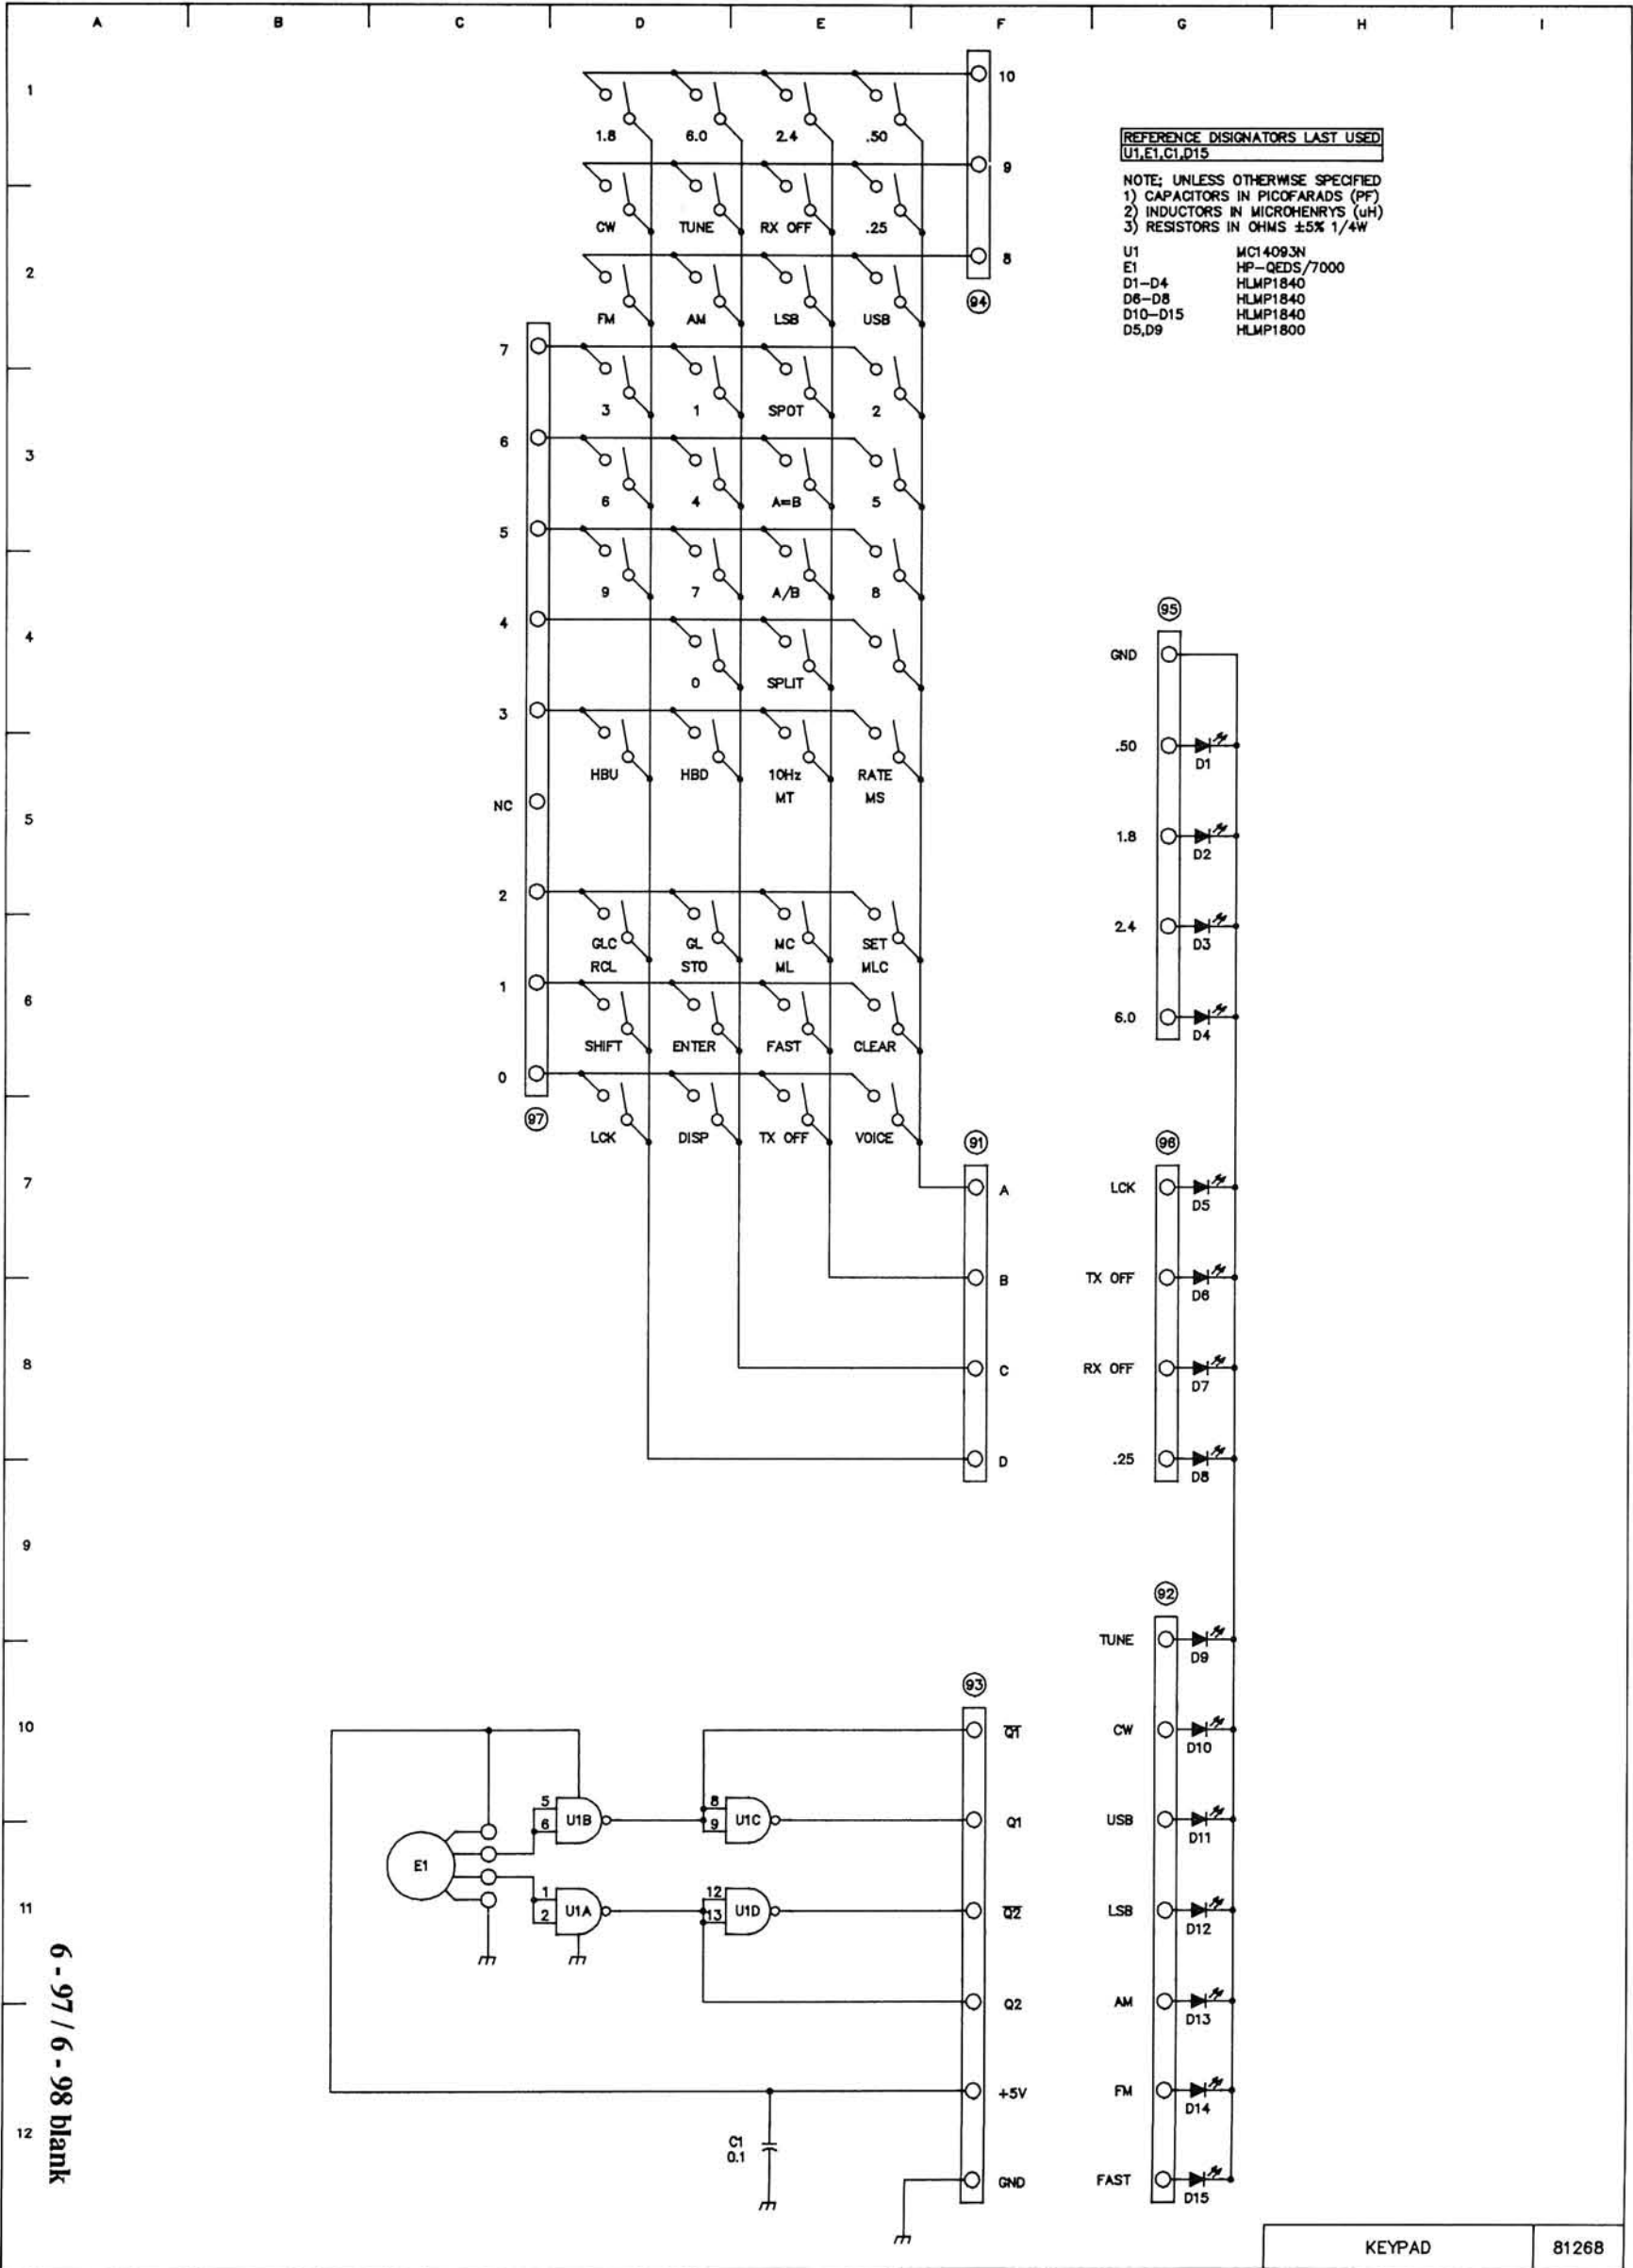 A B C D E F G H I
1
10
1.8 6.0 2.4 .50
REFERENCE DISIGNATORS LAST USED
U1,E1,C1,D15
9
NOTE; UNLESS OTHERWISE SPECIFIED
1) CAPACITORS IN PICOFARADS (PF)
2) INDUCTORS IN MICROHENRYS (uH)
3) RESISTORS IN OHMS ±5% 1/4W
CW TUNE RX OFF .25
U1 MC14093N
E1 HP-QEDS/7000
D1-D4 HLMP1840
D6-D8 HLMP1840
D10-D15 HLMP1840
D5,D9 HLMP1800
2
8
94
FM AM LSB USB
7
3 1 SPOT 2
3
6
6 4 A=B 5
5
9 7 A/B 8
95
4
4
GND
0 SPLIT
3
.50
D1
HBU HBD 10Hz RATE
MT MS
NC
5
1.8
D2
2
2.4
D3
GLC GL MC SET
RCL STO ML MLC
1
6
6.0
D4
SHIFT ENTER FAST CLEAR
0
97
LCK DISP TX OFF VOICE
91
96
7
A
LCK
D5
B
TX OFF
D6
8
C
RX OFF
D7
D
.25
D8
9
92
TUNE
D9
93
10
Q1
CW
D10
5
6
U1B
8
9
U1C
Q1
USB
D11
E1
11
1
2
U1A
12
13
U1D
Q2
LSB
D12
Q2
AM
D13
+5V
FM
D14
12
C1
0.1
GND
FAST
D15
6 - 97 / 6 - 98 blank
KEYPAD 81268